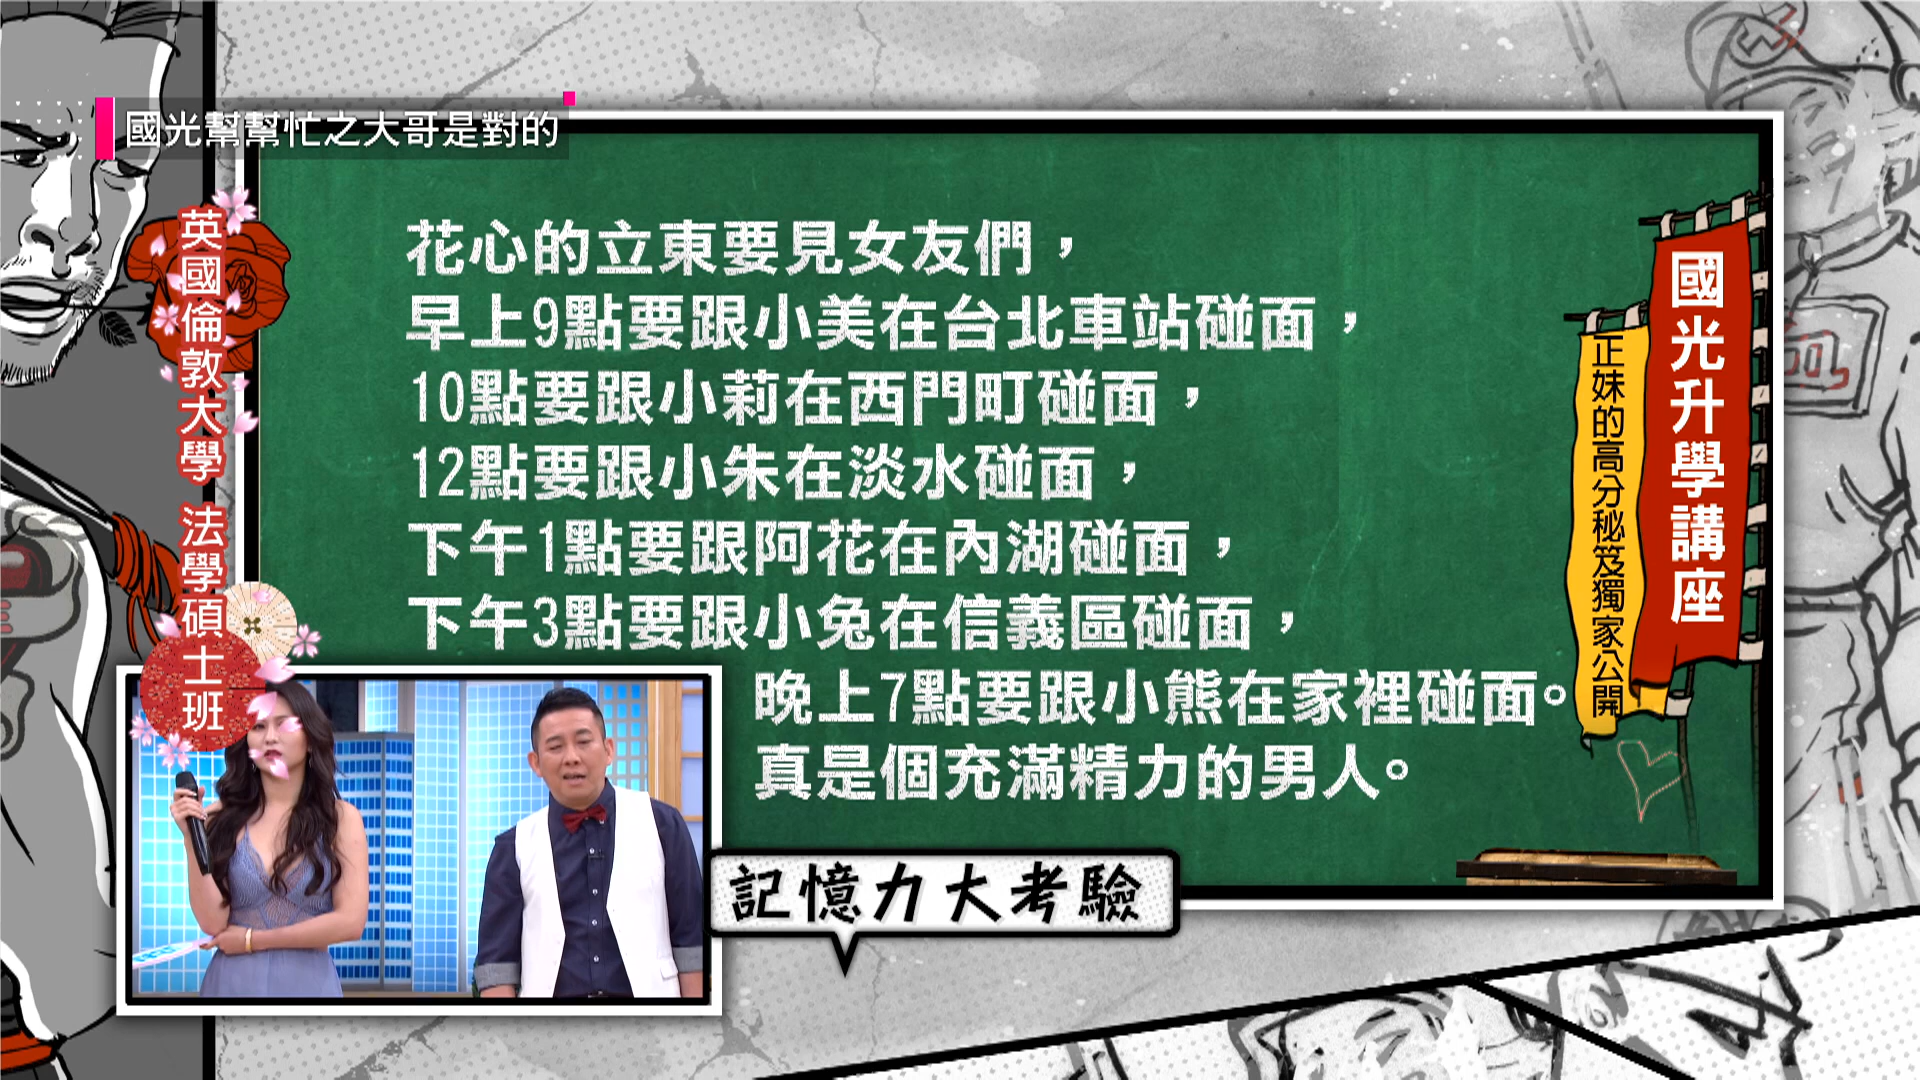 國光幫幫忙之大哥是對的
英國倫敦大學 法學碩士班
花心的立東要見女友們，
早上9點要跟小美在台北車站碰面，
10點要跟小莉在西門町碰面，
12點要跟小朱在淡水碰面，
下午1點要跟阿花在內湖碰面，
下午3點要跟小兔在信義區碰面，
晚上7點要跟小熊在家裡碰面。
真是個充滿精力的男人。
國光升學講座
正妹的高分秘笈獨家公開
記憶力大考驗